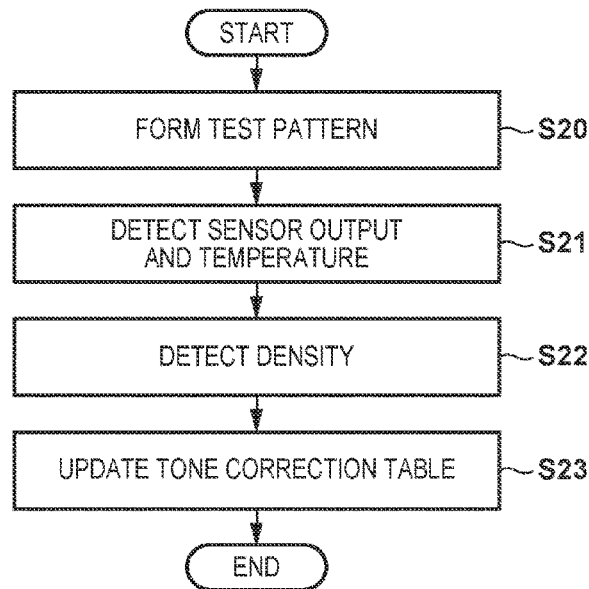 START
FORM TEST PATTERN
S20
DETECT SENSOR OUTPUT
AND TEMPERATURE
S21
DETECT DENSITY
S22
UPDATE TONE CORRECTION TABLE
S23
END